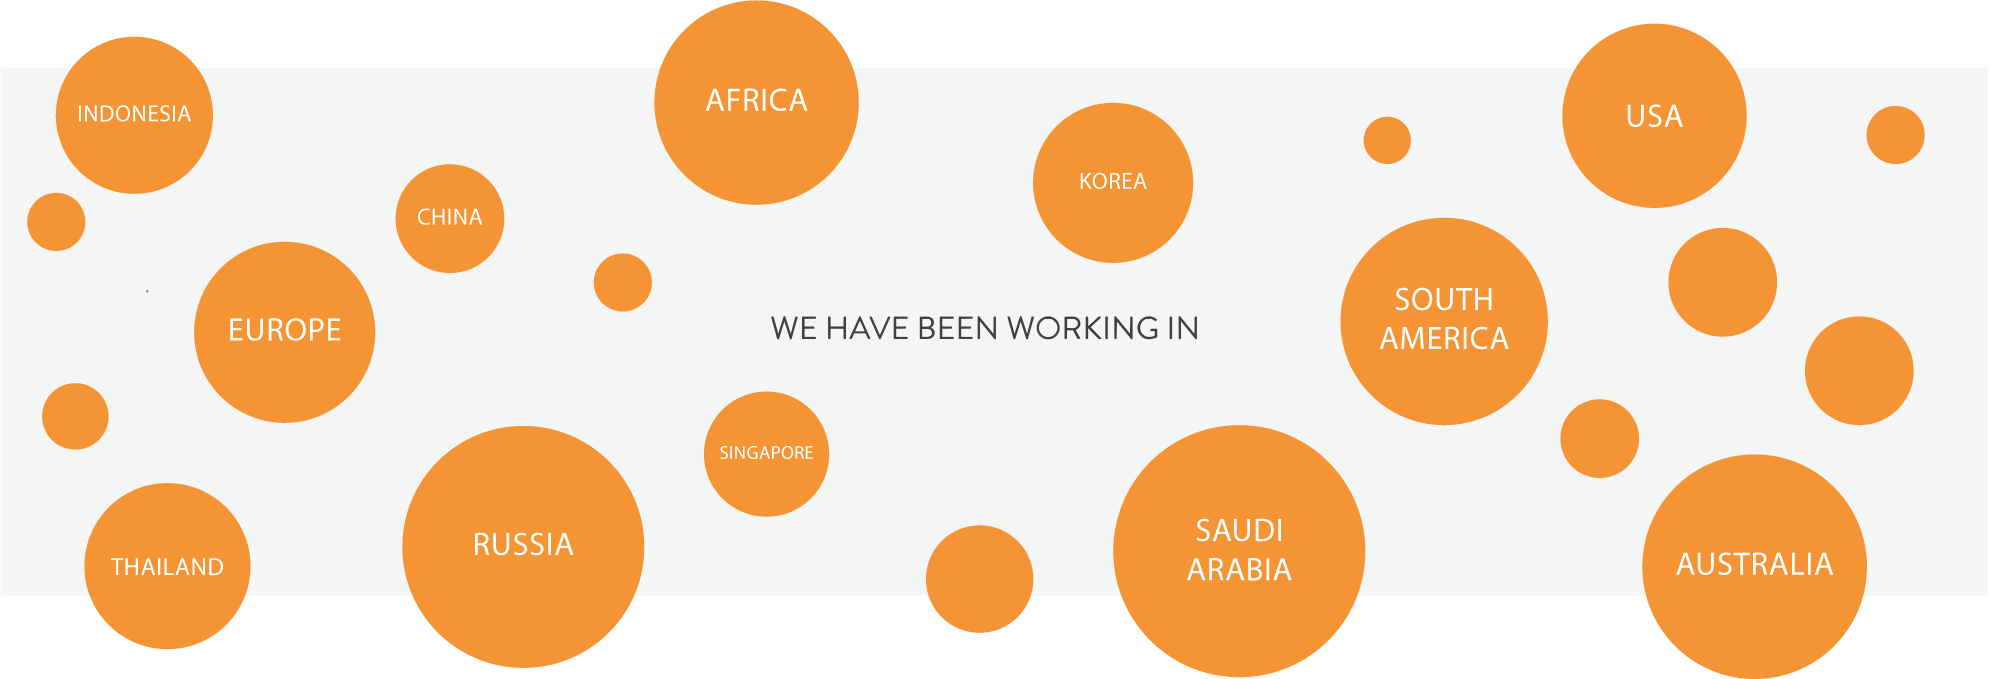 AFRICA
INDONESIA
USA
KOREA
CHINA
EUROPE
WE HAVE BEEN WORKING IN
SOUTH
AMERICA
SINGAPORE
RUSSIA
SAUDI
ARABIA
THAILAND
AUSTRALIA